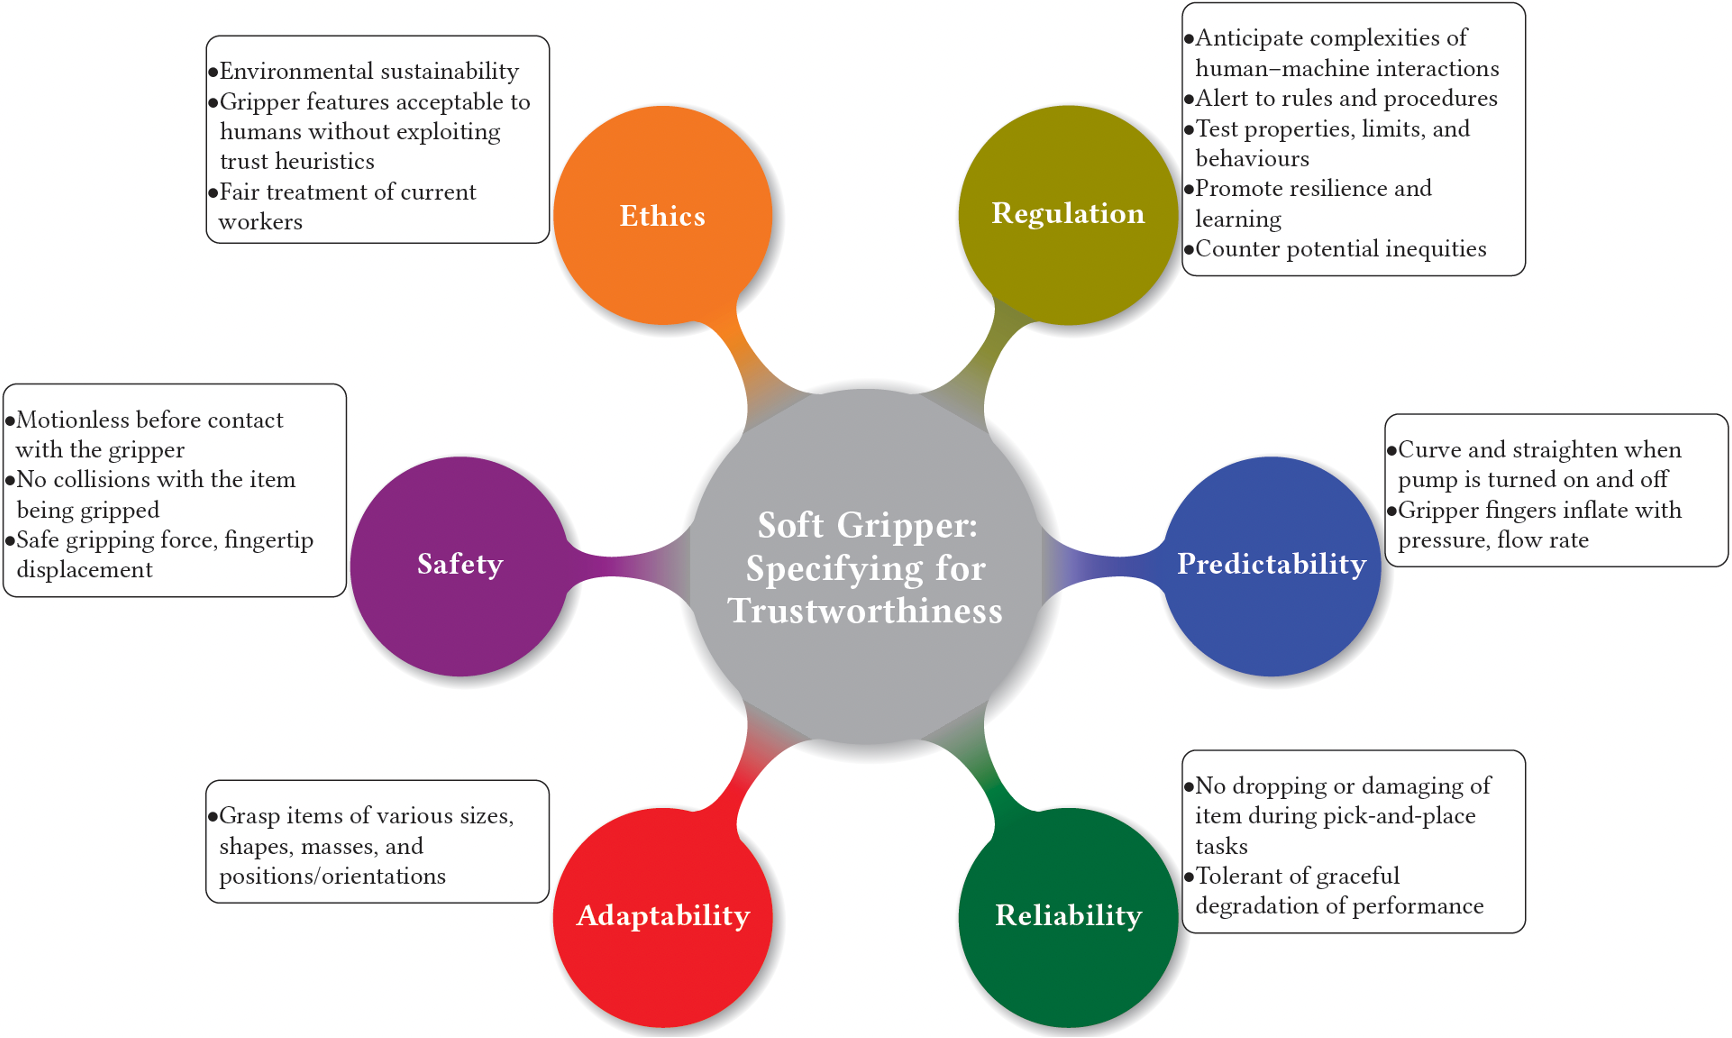 ●Environmental sustainability
●Gripper features acceptable to
humans without exploiting
trust heuristics
●Fair treatment of current
workers
Ethics
●Anticipate complexities of
human–machine interactions
●Alert to rules and procedures
●Test properties, limits, and
behaviours
●Promote resilience and
learning
●Counter potential inequities
Regulation
●Motionless before contact
with the gripper
●No collisions with the item
being gripped
●Safe gripping force, fingertip
displacement
Safety
Soft Gripper:
Specifying for
Trustworthiness
Predictability
●Curve and straighten when
pump is turned on and off
●Gripper fingers inflate with
pressure, flow rate
●Grasp items of various sizes,
shapes, masses, and
positions/orientations
Adaptability
Reliability
●No dropping or damaging of
item during pick-and-place
tasks
●Tolerant of graceful
degradation of performance